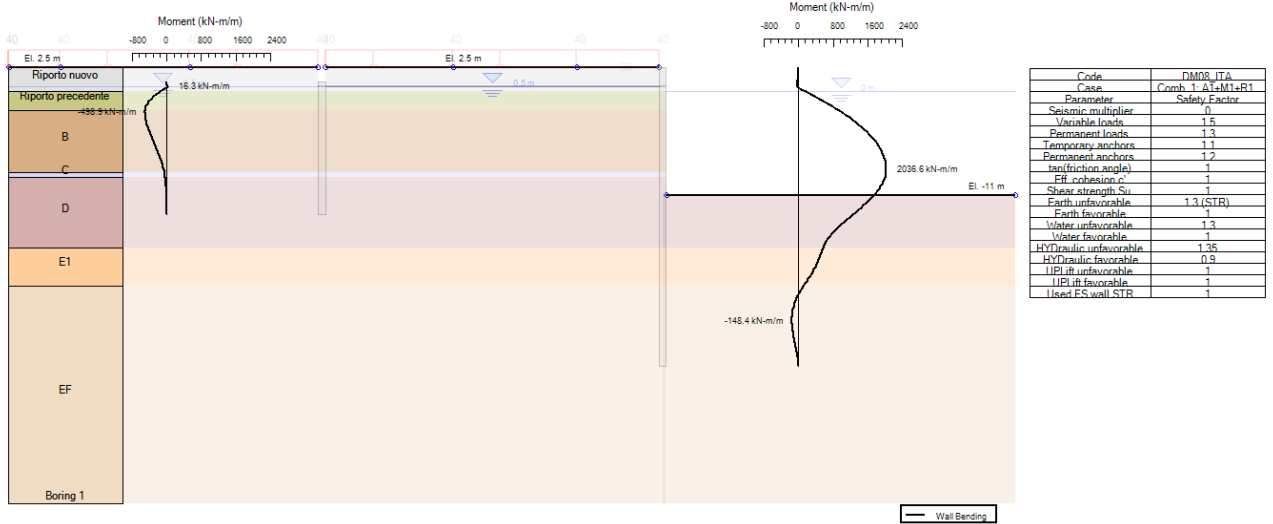 Moment (kN-m/m)
-800 0 800 1600 2400
Moment (kN-m/m)
-800 0 800 1600 2400
40 40 40 40 40 40
El. 2.5 m
El. 2.5 m
Riporto nuovo
16.3 kN-m/m
0.5 m
0 m
Riporto precedente
-498.9 kN-m/m
B
C
2036.6 kN-m/m
El. -11 m
D
E1
-148.4 kN-m/m
EF
Boring 1
Code DM08_ITA
Case Comb. 1: A1+M1+R1
Parameter Safety Factor
Seismic multiplier 0
Variable loads 1.5
Permanent loads 1.3
Temporary anchors 1.1
Permanent anchors 1.2
tan(friction angle) 1
Eff. cohesion c' 1
Shear strength Su 1
Earth unfavorable 1.3 (STR)
Earth favorable 1
Water unfavorable 1.3
Water favorable 1
HYDraulic unfavorable 1.35
HYDraulic favorable 0.9
UPLift unfavorable 1
UPLift favorable 1
Used FS wall STR 1
Wall Bending